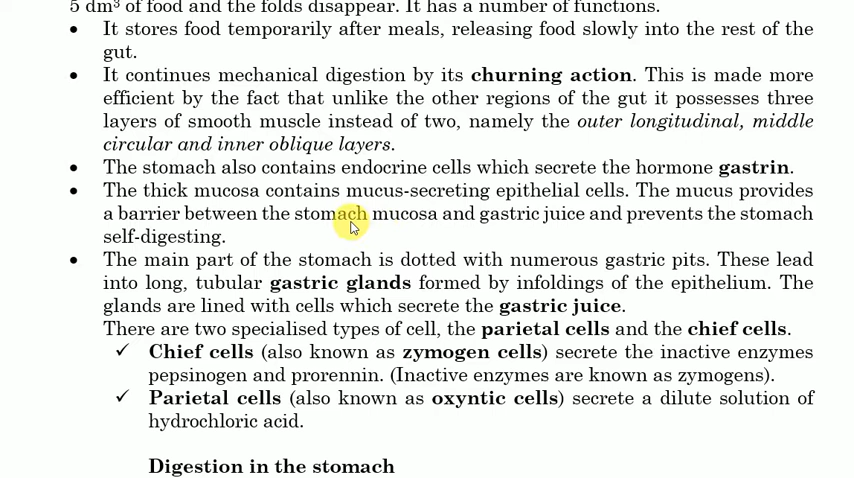 5 dm³ of food and the folds disappear. It has a number of functions.
• It stores food temporarily after meals, releasing food slowly into the rest of the
gut.
• It continues mechanical digestion by its churning action. This is made more
efficient by the fact that unlike the other regions of the gut it possesses three
layers of smooth muscle instead of two, namely the outer longitudinal, middle
circular and inner oblique layers.
• The stomach also contains endocrine cells which secrete the hormone gastrin.
• The thick mucosa contains mucus-secreting epithelial cells. The mucus provides
a barrier between the stomach mucosa and gastric juice and prevents the stomach
self-digesting.
• The main part of the stomach is dotted with numerous gastric pits. These lead
into long, tubular gastric glands formed by infoldings of the epithelium. The
glands are lined with cells which secrete the gastric juice.
There are two specialised types of cell, the parietal cells and the chief cells.
✓ Chief cells (also known as zymogen cells) secrete the inactive enzymes
pepsinogen and prorennin. (Inactive enzymes are known as zymogens).
✓ Parietal cells (also known as oxyntic cells) secrete a dilute solution of
hydrochloric acid.
Digestion in the stomach